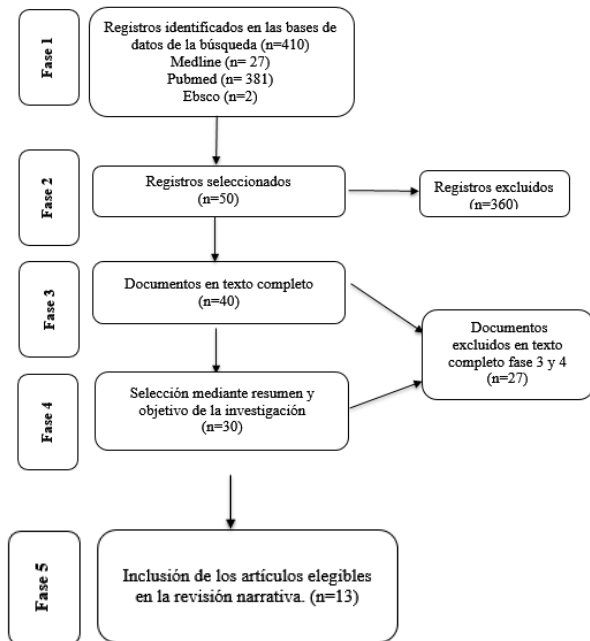 Fase 1
Registros identificados en las bases de
datos de la búsqueda (n=410)
Medline (n= 27)
Pubmed (n= 381)
Ebsco (n=2)
Fase 2
Registros seleccionados
(n=50)
Registros excluidos
(n=360)
Fase 3
Documentos en texto completo
(n=40)
Documentos
excluidos en texto
completo fase 3 y 4
(n=27)
Fase 4
Selección mediante resumen y
objetivo de la investigación
(n=30)
Fase 5
Inclusión de los artículos elegibles
en la revisión narrativa. (n=13)